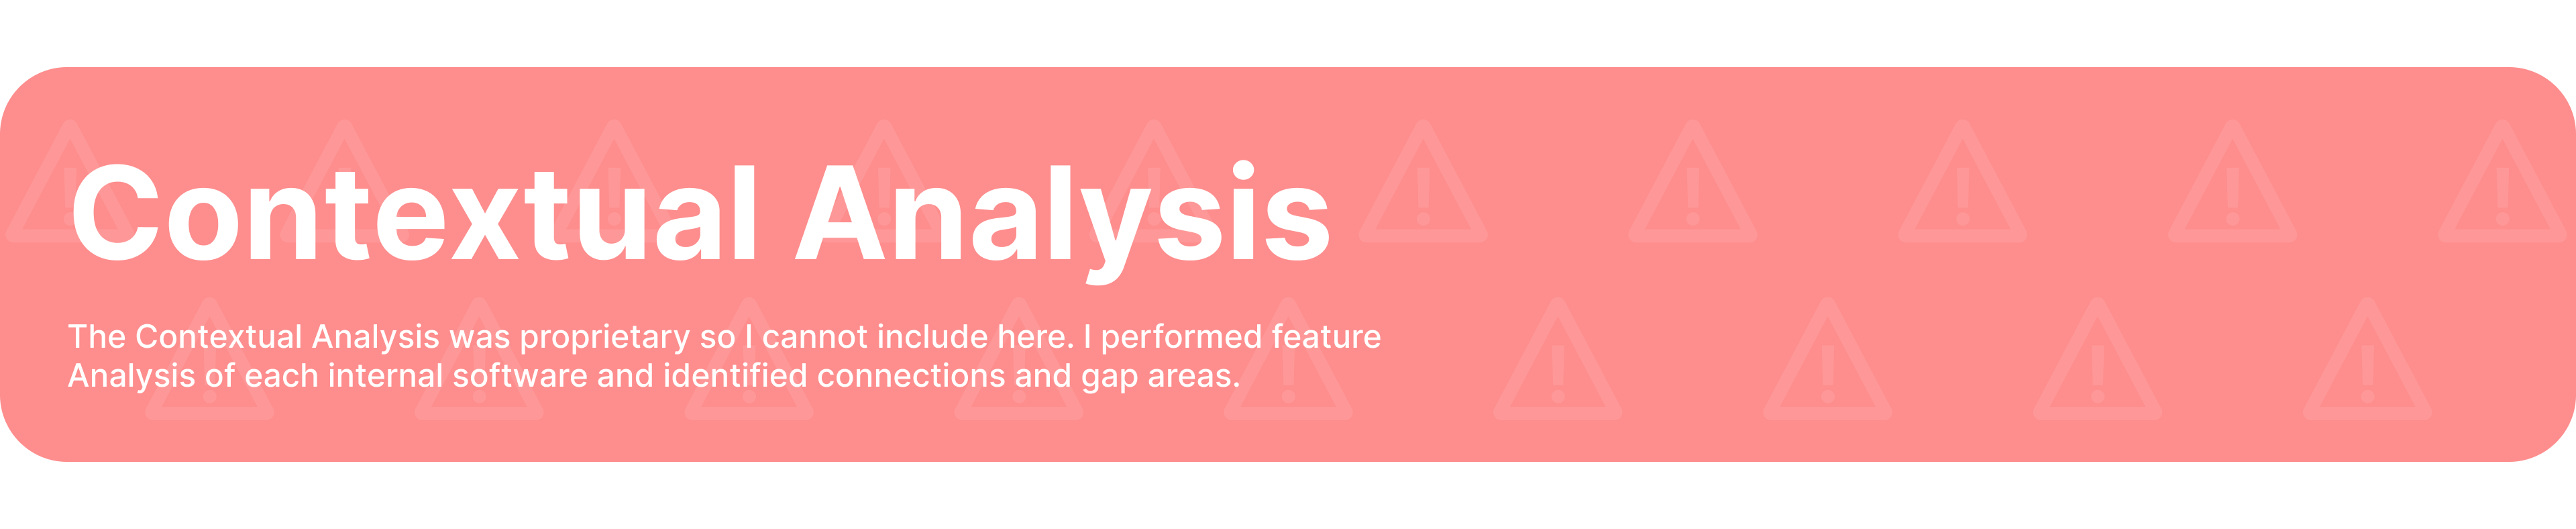 Contextual Analysis
The Contextual Analysis was proprietary so I cannot include here. I performed feature
Analysis of each internal software and identified connections and gap areas.